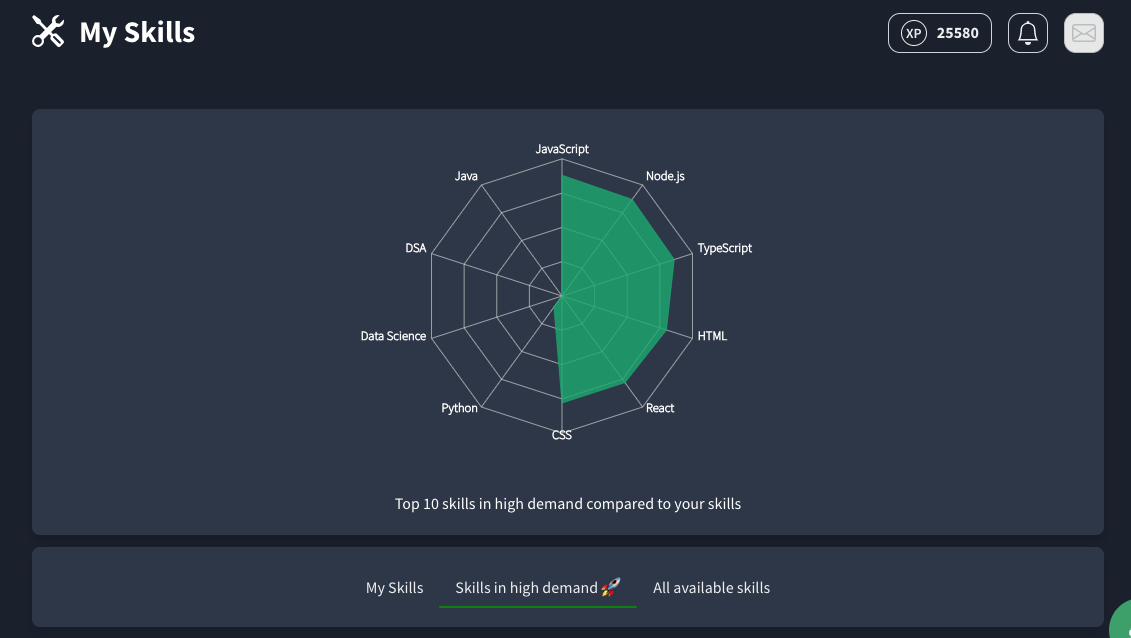 My Skills
XP 25580
JavaScript
Java
Node.js
DSA
TypeScript
Data Science
HTML
Python
React
CSS
Top 10 skills in high demand compared to your skills
My Skills
Skills in high demand 🚀
All available skills